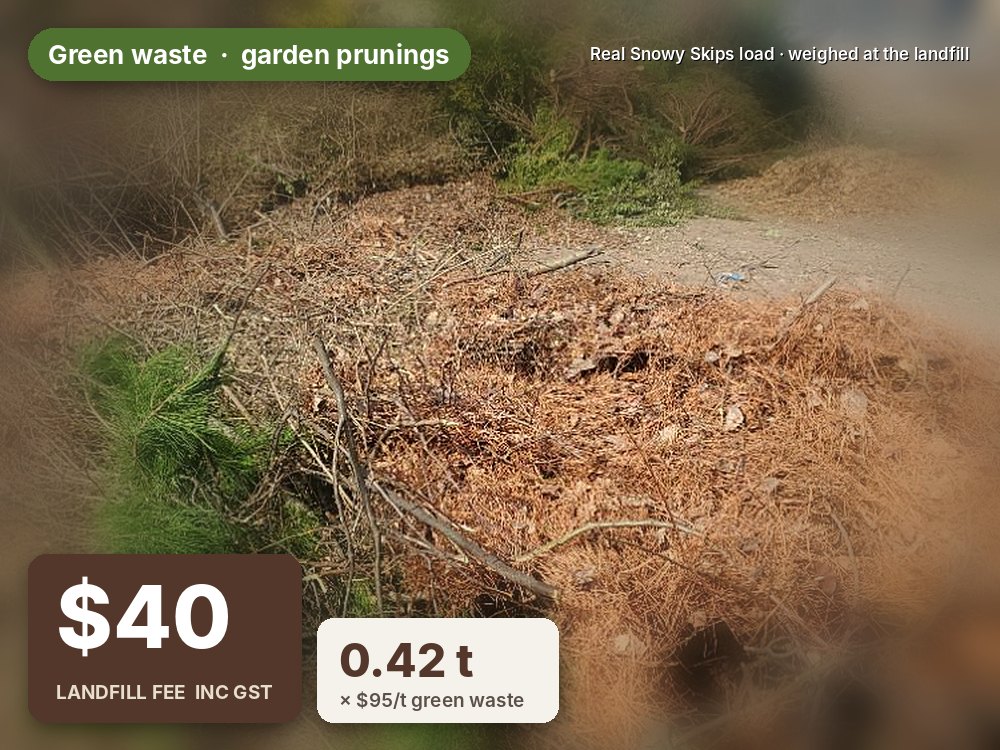 Green waste · garden prunings
Real Snowy Skips load · weighed at the landfill
$40
LANDFILL FEE INC GST
0.42 t
× $95/t green waste